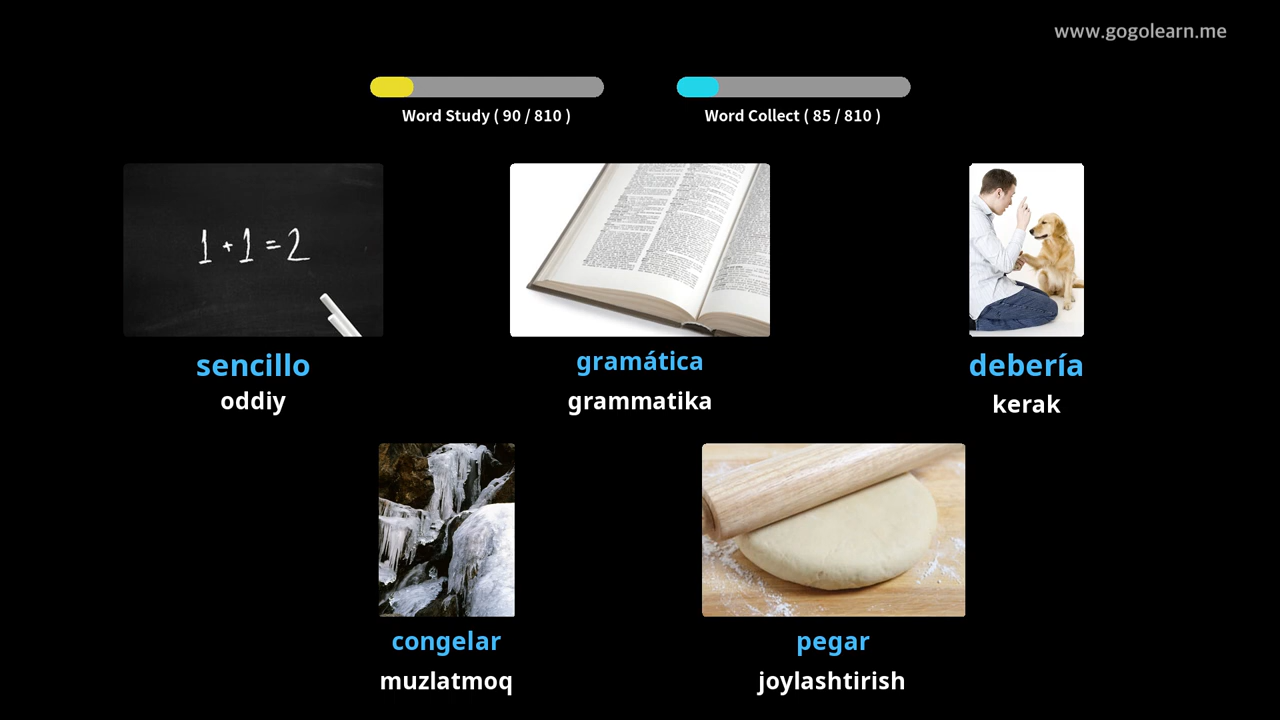 www.gogolearn.me
Word Study ( 90 / 810 )
Word Collect ( 85 / 810 )
1 + 1 = 2
sencillo
oddiy
gramática
grammatika
debería
kerak
congelar
muzlatmoq
pegar
joylashtirish